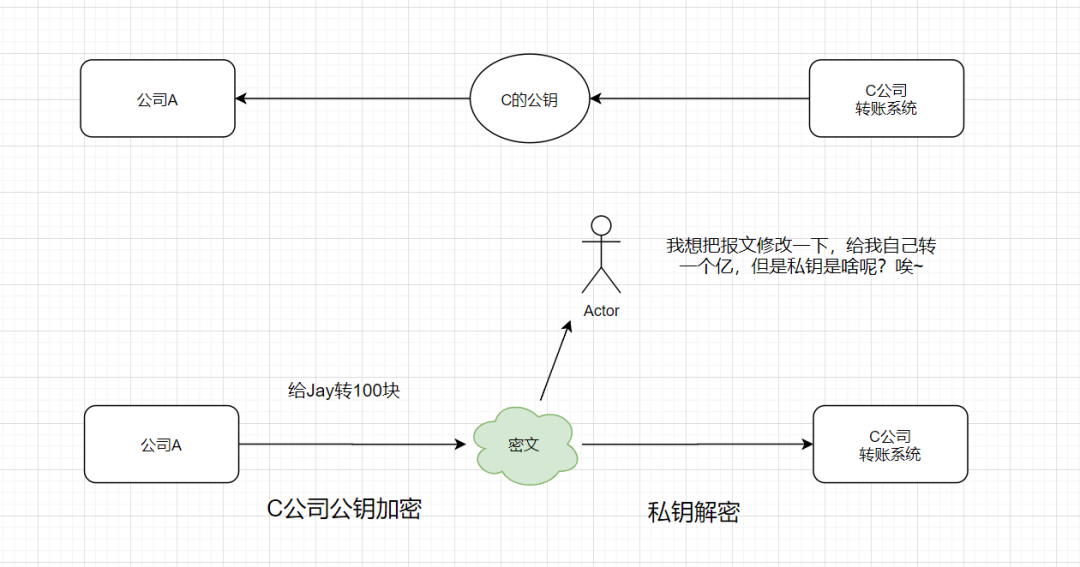 公司A
C的公钥
C公司
转账系统
我想把报文修改一下，给我自己转
一个亿，但是私钥是啥呢？唉~
Actor
给Jay转100块
公司A
密文
C公司
转账系统
C公司公钥加密
私钥解密